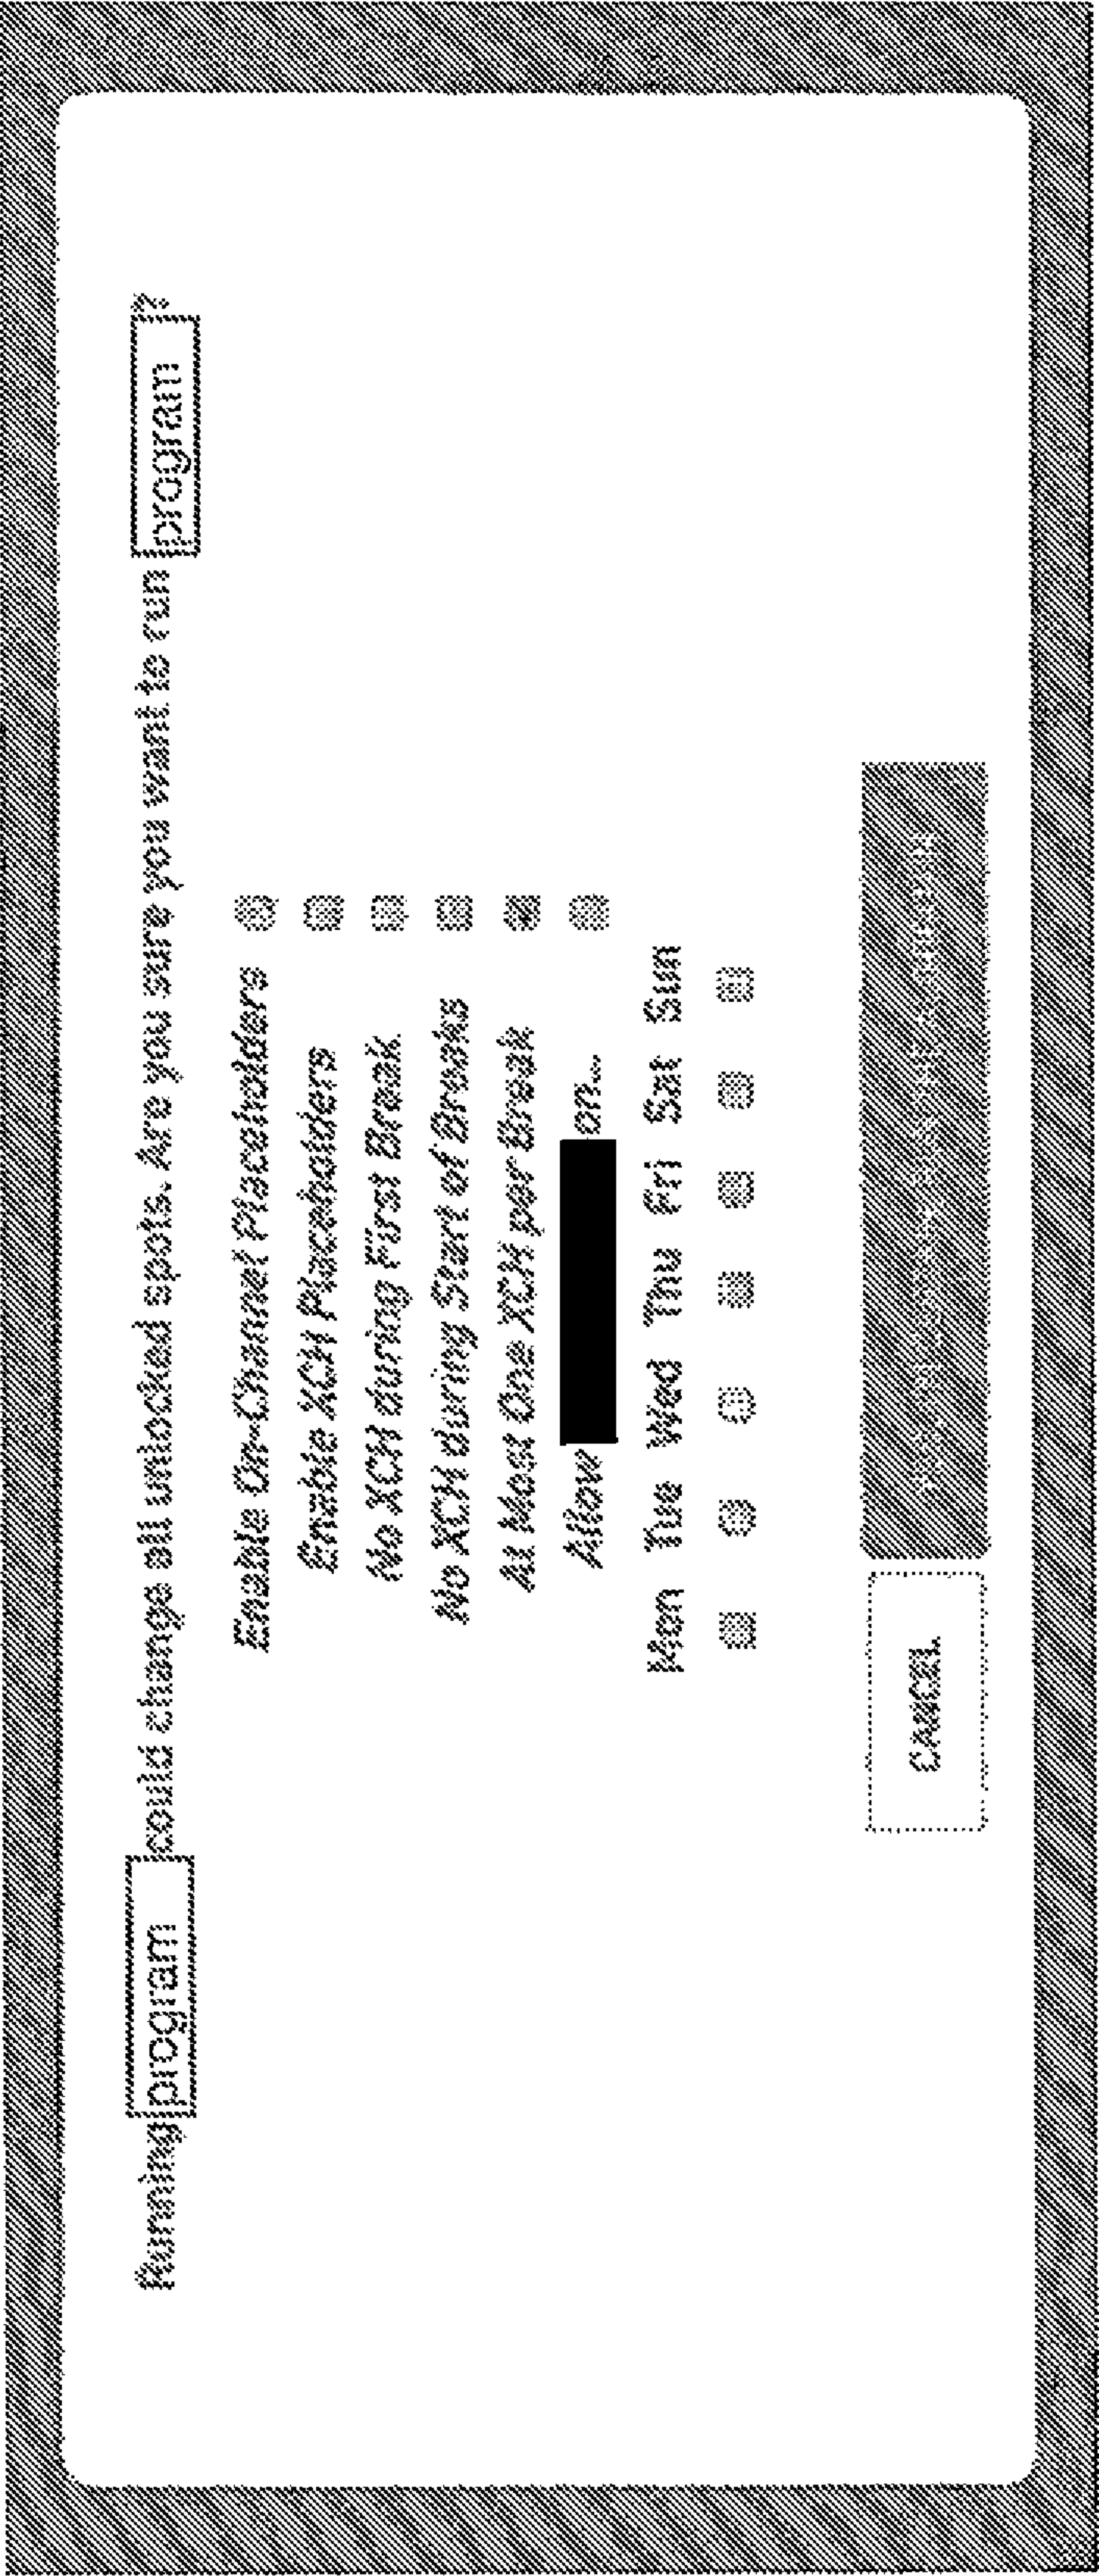 Running program could change all unlocked spots. Are you sure you want to run program ?
Enable On-Channel Placeholders
Enable XCH Placeholders
No XCH during First Break
No XCH during Start of Breaks
At Most One XCH per Break
Allow on...
Mon Tue Wed Thu Fri Sat Sun
CANCEL